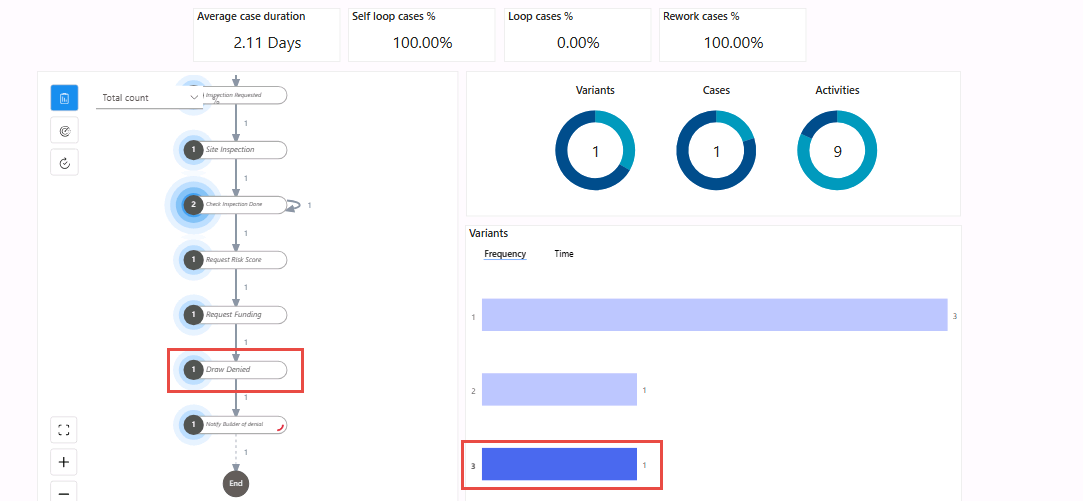 Average case duration
2.11 Days
Self loop cases %
100.00%
Loop cases %
0.00%
Rework cases %
100.00%
Total count
Inspection Requested
1
1 Site Inspection
1
2 Check Inspection Done
1
1
1 Request Risk Score
1
1 Request Funding
1
1 Draw Denied
1
1 Notify Builder of denial
1
End
Variants
1
Cases
1
Activities
9
Variants
Frequency
Time
1
3
2
1
3
1